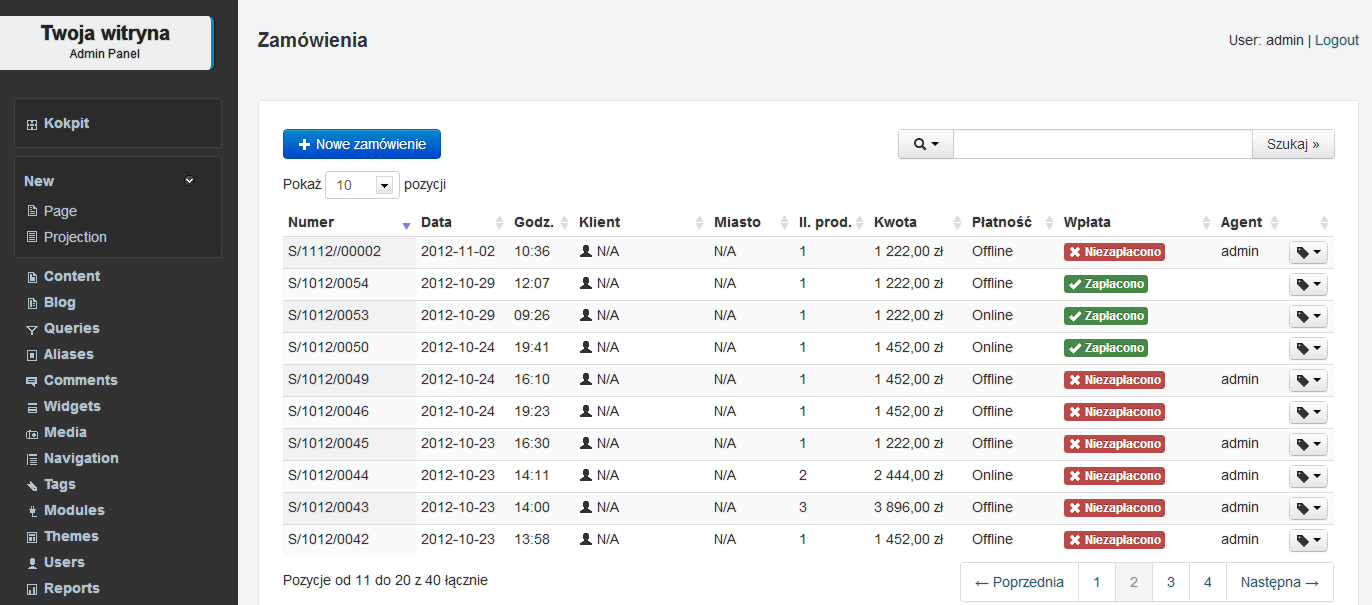 Twoja witryna
Admin Panel
Kokpit
New
Page
Projection
Content
Blog
Queries
Aliases
Comments
Widgets
Media
Navigation
Tags
Modules
Themes
Users
Reports
Zamówienia
User: admin | Logout
Nowe zamówienie
Szukaj »
Pokaż 10 pozycji
Numer Data Godz. Klient Miasto Il. prod. Kwota Płatność Wpłata Agent
S/1112//00002 2012-11-02 10:36 N/A N/A 1 1 222,00 zł Offline Niezapłacono admin
S/1012/0054 2012-10-29 12:07 N/A N/A 1 1 222,00 zł Offline Zapłacono
S/1012/0053 2012-10-29 09:26 N/A N/A 1 1 222,00 zł Online Zapłacono
S/1012/0050 2012-10-24 19:41 N/A N/A 1 1 452,00 zł Online Zapłacono
S/1012/0049 2012-10-24 16:10 N/A N/A 1 1 452,00 zł Offline Niezapłacono admin
S/1012/0046 2012-10-24 19:23 N/A N/A 1 1 452,00 zł Offline Niezapłacono
S/1012/0045 2012-10-23 16:30 N/A N/A 1 1 222,00 zł Offline Niezapłacono admin
S/1012/0044 2012-10-23 14:11 N/A N/A 2 2 444,00 zł Online Niezapłacono admin
S/1012/0043 2012-10-23 14:00 N/A N/A 3 3 896,00 zł Offline Niezapłacono admin
S/1012/0042 2012-10-23 13:58 N/A N/A 1 1 452,00 zł Offline Niezapłacono admin
Pozycje od 11 do 20 z 40 łącznie
← Poprzednia 1 2 3 4 Następna →